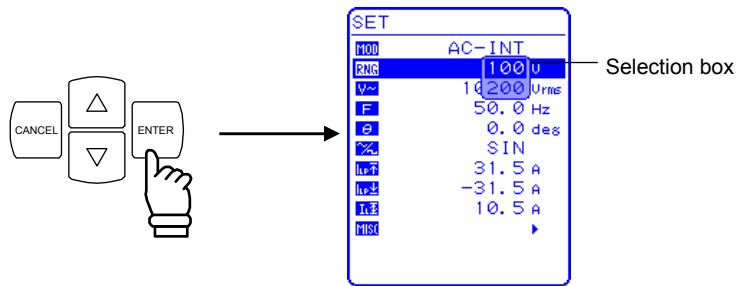 SET
MOD AC-INT
RNG 100 V
V~ 10 200 Vrms
F 50.0 Hz
θ 0.0 deg
SIN
31.5 A
-31.5 A
10.5 A
MISC
Selection box
CANCEL
ENTER